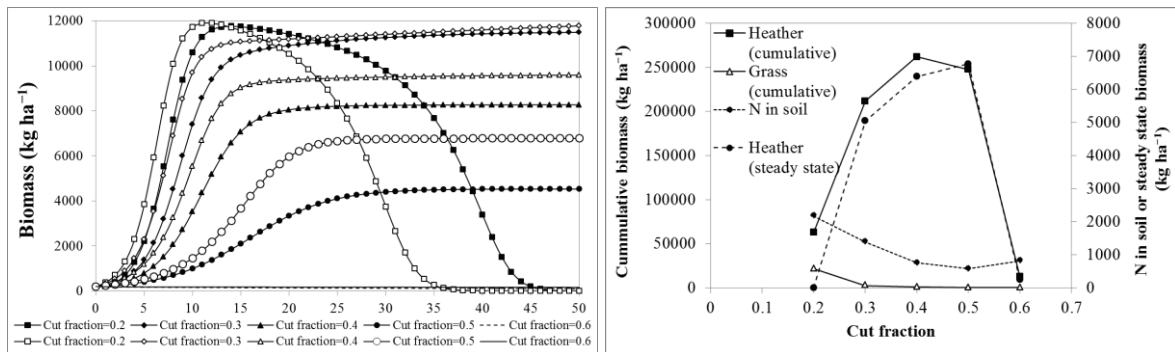 Biomass (kg ha⁻¹)
12000
10000
8000
6000
4000
2000
0
0 5 10 15 20 25 30 35 40 45 50
Cut fraction=0.2 Cut fraction=0.3 Cut fraction=0.4 Cut fraction=0.5 Cut fraction=0.6
Cut fraction=0.2 Cut fraction=0.3 Cut fraction=0.4 Cut fraction=0.5 Cut fraction=0.6
Cummulative biomass (kg ha⁻¹)
300000
250000
200000
150000
100000
50000
0
Heather
(cumulative)
Grass
(cumulative)
N in soil
Heather
(steady state)
8000
7000
6000
5000
4000
3000
2000
1000
0
N in soil or steady state biomass
(kg ha⁻¹)
0 0.1 0.2 0.3 0.4 0.5 0.6 0.7
Cut fraction